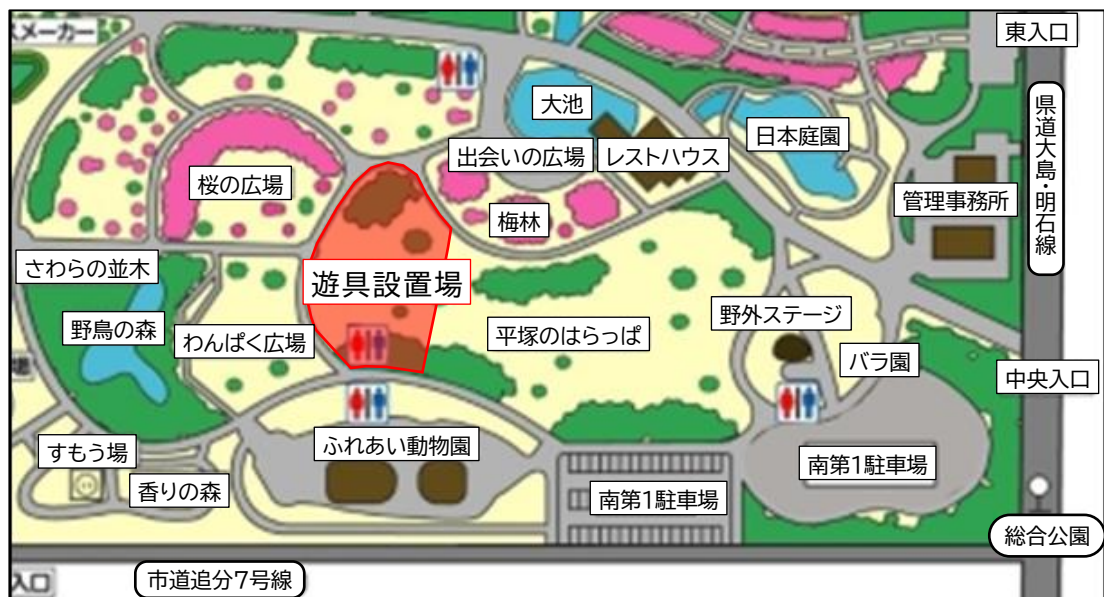 スメーカー
東入口
大池
県道大島・明石線
日本庭園
出会いの広場
レストハウス
桜の広場
管理事務所
梅林
さわらの並木
遊具設置場
野鳥の森
わんぱく広場
平塚のはらっぱ
野外ステージ
バラ園
中央入口
すもう場
ふれあい動物園
南第1駐車場
香りの森
南第1駐車場
総合公園
市道追分7号線
入口